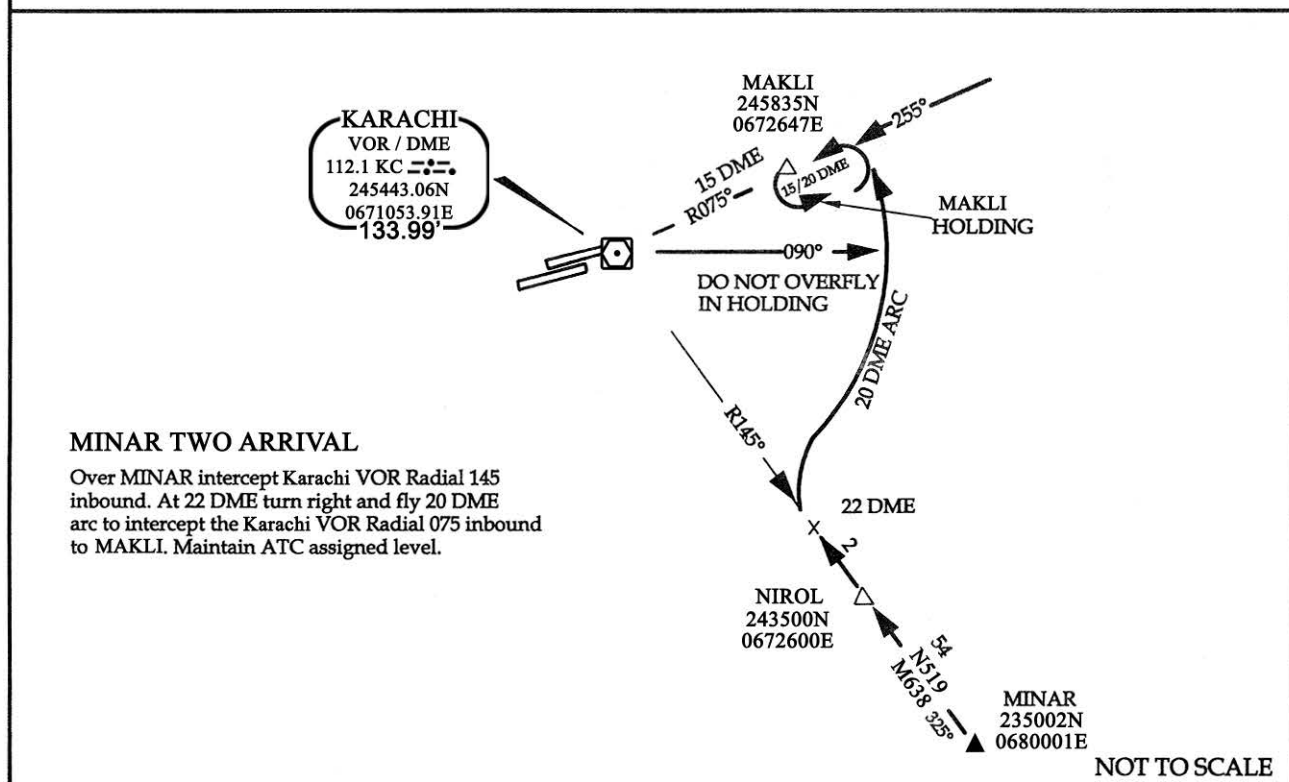 KARACHI
VOR / DME
112.1 KC
245443.06N
0671053.91E
133.99'
MAKLI
245835N
0672647E
255°
15 DME
R075°
15/20 DME
MAKLI
HOLDING
090°
DO NOT OVERFLY
IN HOLDING
20 DME ARC
R145°
MINAR TWO ARRIVAL
Over MINAR intercept Karachi VOR Radial 145
inbound. At 22 DME turn right and fly 20 DME
arc to intercept the Karachi VOR Radial 075 inbound
to MAKLI. Maintain ATC assigned level.
22 DME
2
NIROL
243500N
0672600E
54
N519
M638 325°
MINAR
235002N
0680001E
NOT TO SCALE